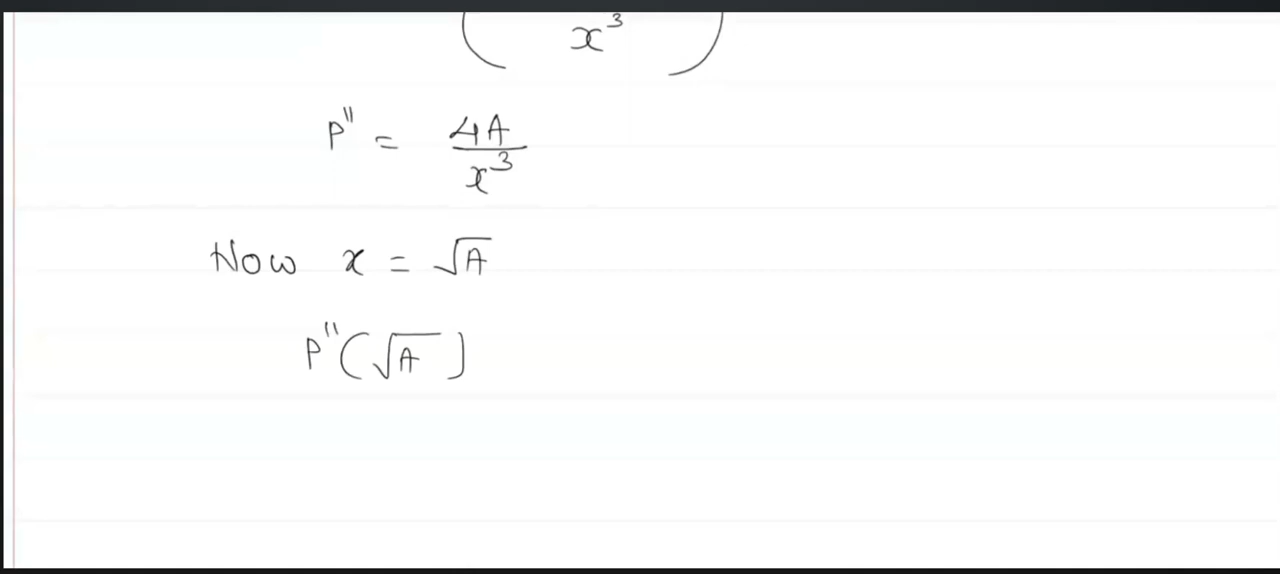 ( x³ )
P'' = 4A / x³
Now x = √A
P''(√A)